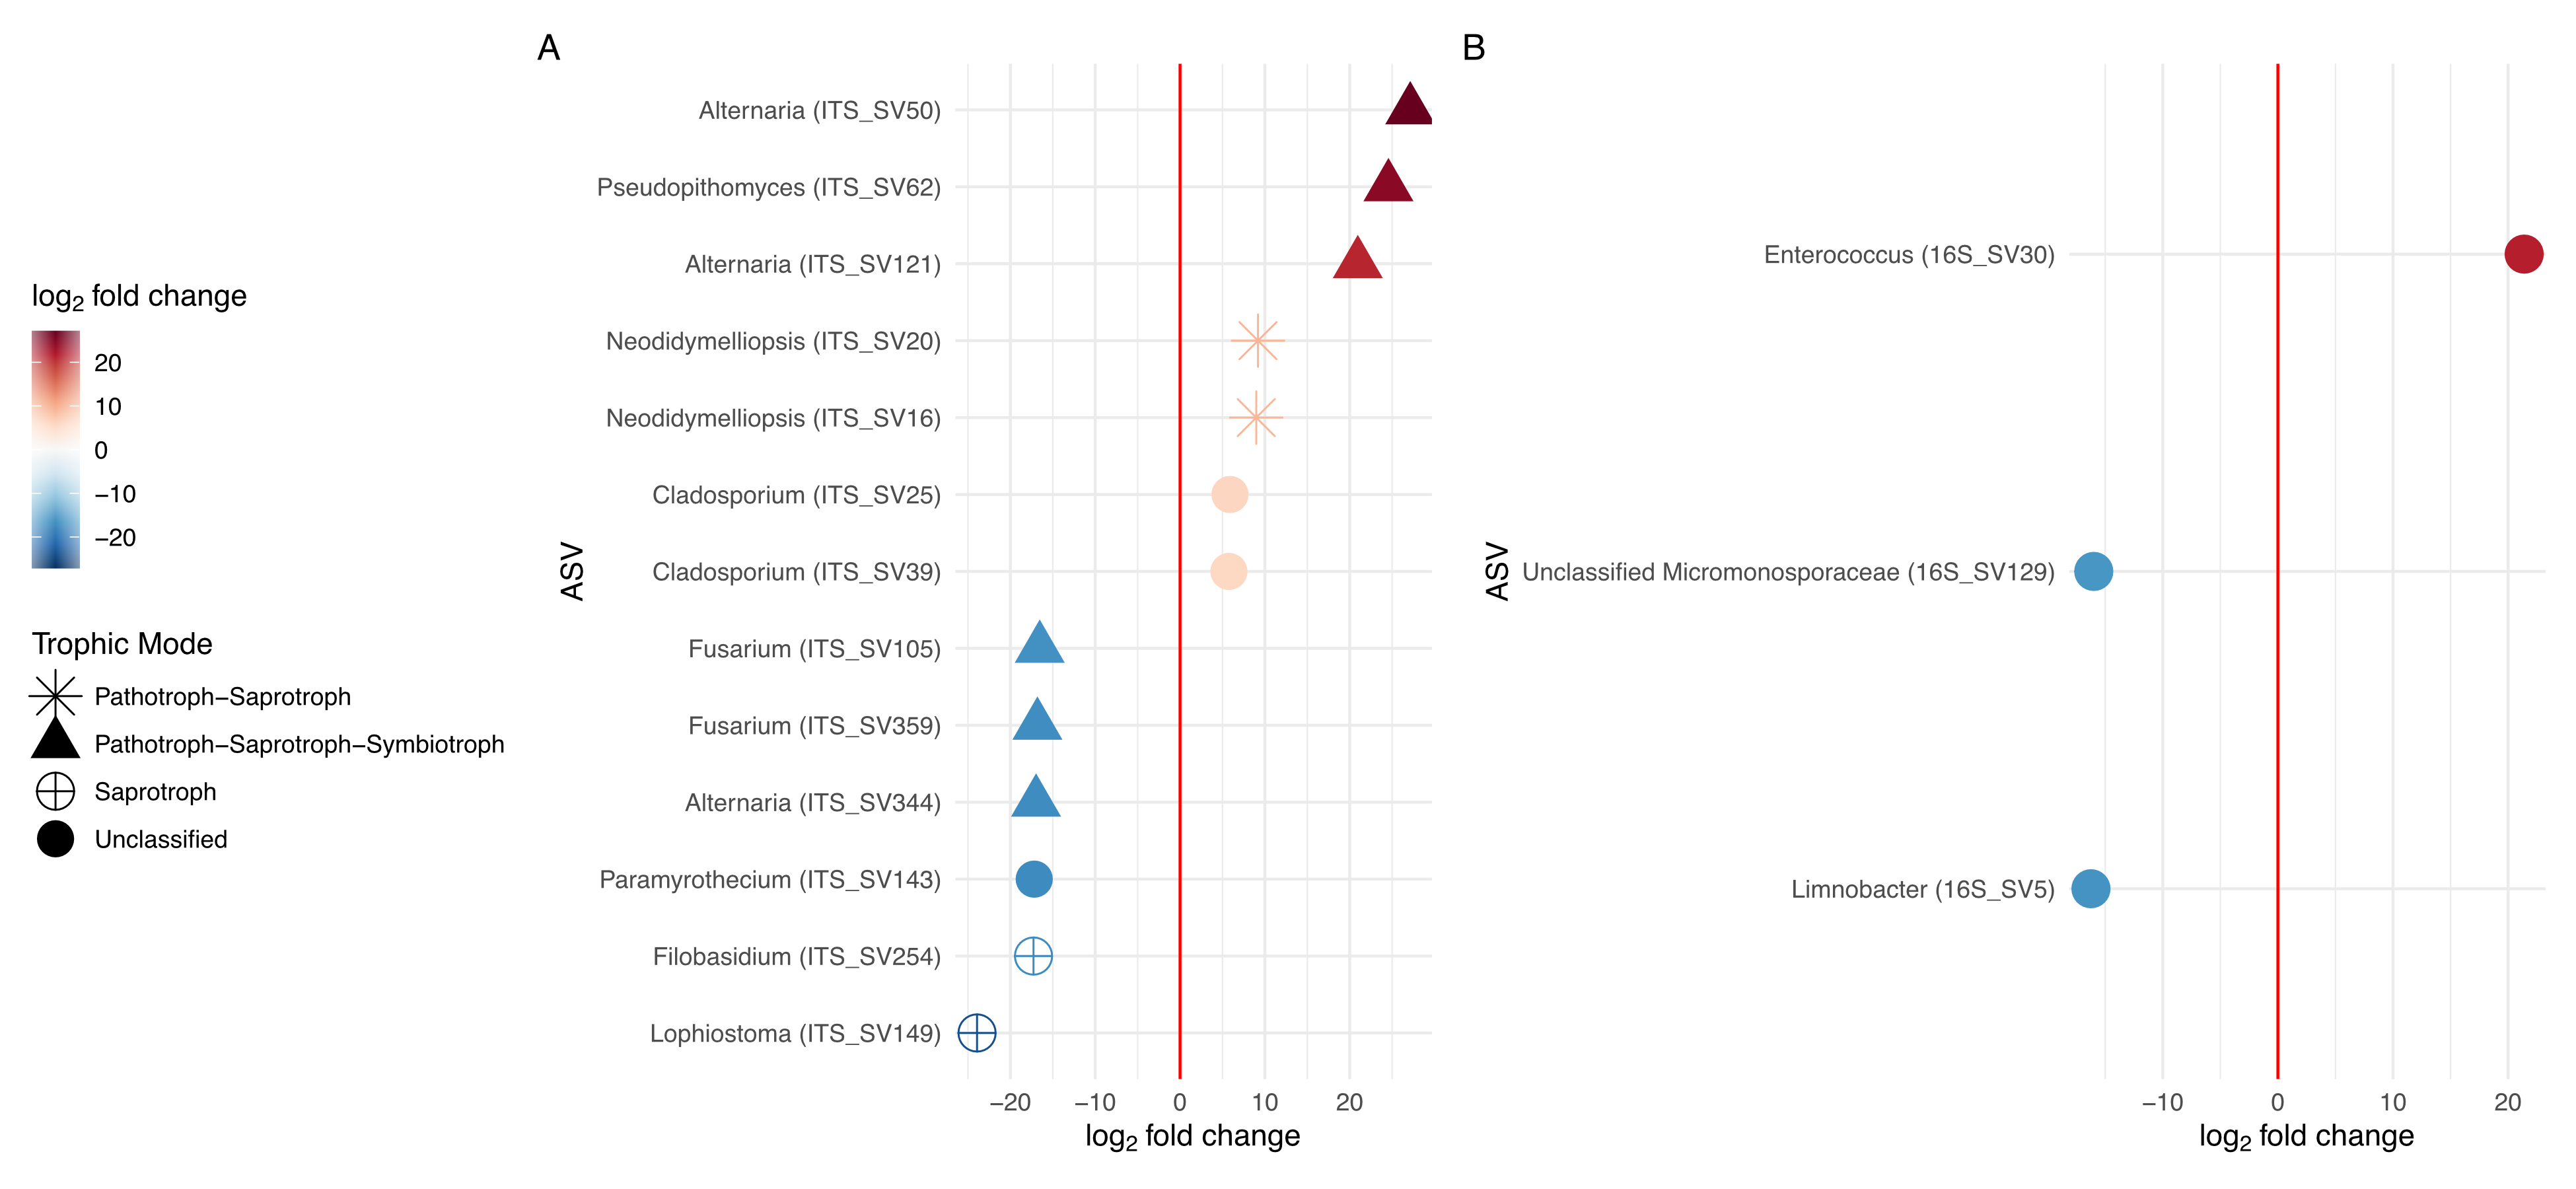 log2 fold change
20
10
0
−10
−20
Trophic Mode
Pathotroph−Saprotroph
Pathotroph−Saprotroph−Symbiotroph
Saprotroph
Unclassified
A
ASV
Alternaria (ITS_SV50)
Pseudopithomyces (ITS_SV62)
Alternaria (ITS_SV121)
Neodidymelliopsis (ITS_SV20)
Neodidymelliopsis (ITS_SV16)
Cladosporium (ITS_SV25)
Cladosporium (ITS_SV39)
Fusarium (ITS_SV105)
Fusarium (ITS_SV359)
Alternaria (ITS_SV344)
Paramyrothecium (ITS_SV143)
Filobasidium (ITS_SV254)
Lophiostoma (ITS_SV149)
−20 −10 0 10 20
log2 fold change
B
ASV
Enterococcus (16S_SV30)
Unclassified Micromonosporaceae (16S_SV129)
Limnobacter (16S_SV5)
−10 0 10 20
log2 fold change